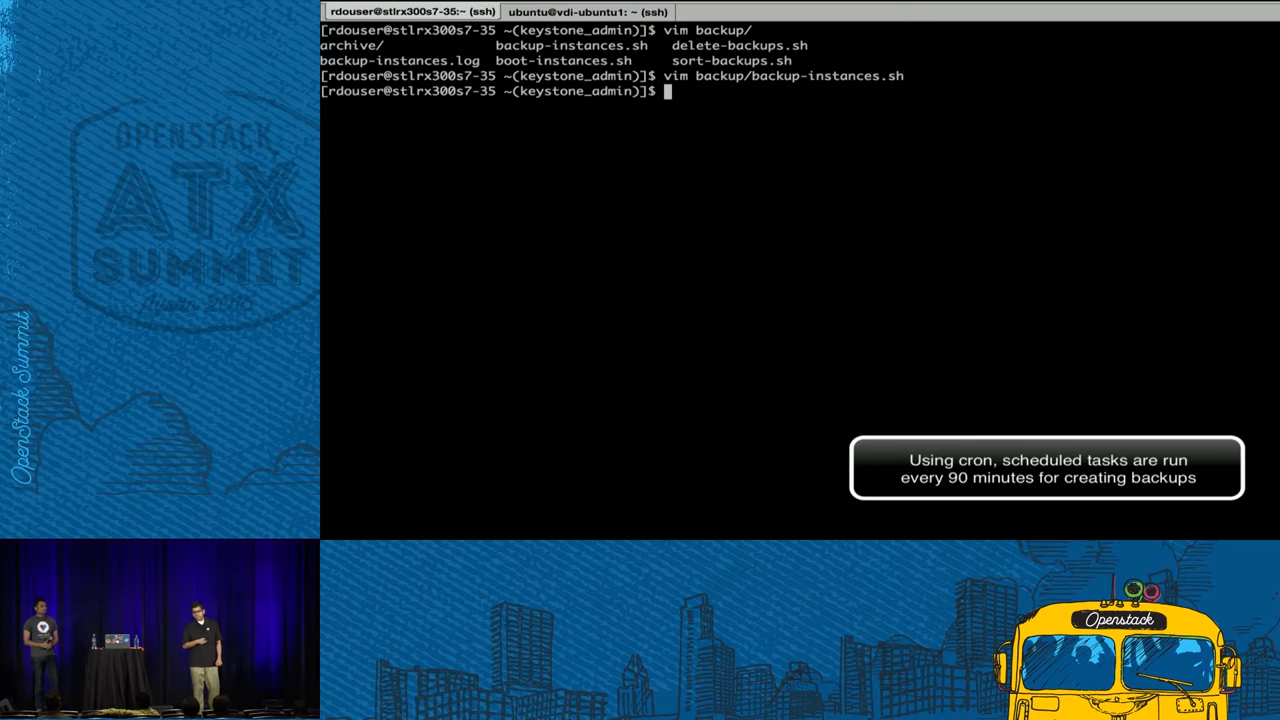 rdouser@stlrx300s7-35:~ (ssh)
ubuntu@vdi-ubuntu1: ~ (ssh)
[rdouser@stlrx300s7-35 ~(keystone_admin)]$ vim backup/
archive/ backup-instances.sh delete-backups.sh
backup-instances.log boot-instances.sh sort-backups.sh
[rdouser@stlrx300s7-35 ~(keystone_admin)]$ vim backup/backup-instances.sh
[rdouser@stlrx300s7-35 ~(keystone_admin)]$
OPENSTACK
ATX
SUMMIT
OpenStack Summit
Using cron, scheduled tasks are run
every 90 minutes for creating backups
Openstack